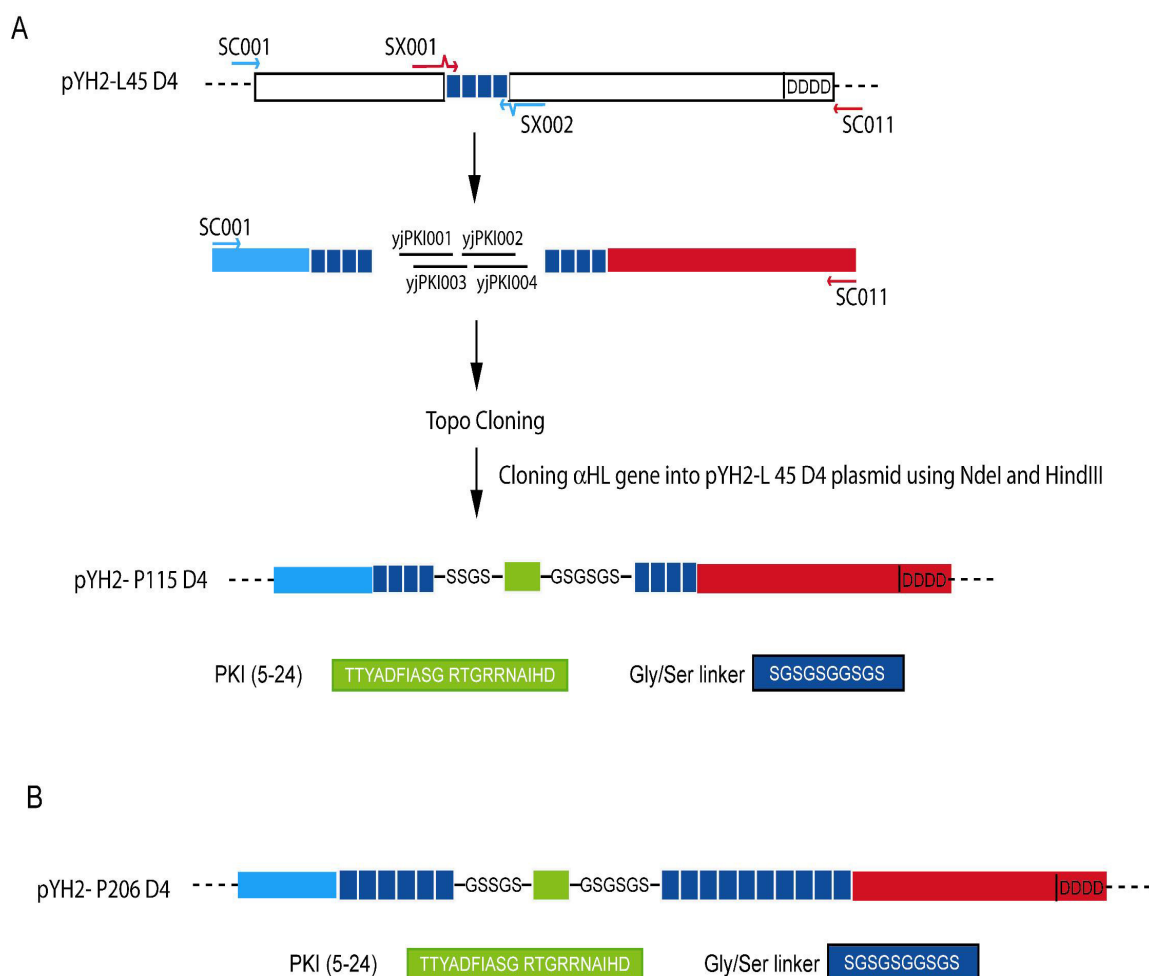 A
SC001
SX001
pYH2-L45 D4
DDDD
SX002
SC011
SC001
yjPKI001 yjPKI002
yjPKI003 yjPKI004
SC011
Topo Cloning
Cloning αHL gene into pYH2-L 45 D4 plasmid using NdeI and HindIII
pYH2- P115 D4
SSGS
GSGSGS
DDDD
PKI (5-24)
TTYADFIASG RTGRRNAIHD
Gly/Ser linker
SGSGSGGSGS
B
pYH2- P206 D4
GSSGS
GSGSGS
DDDD
PKI (5-24)
TTYADFIASG RTGRRNAIHD
Gly/Ser linker
SGSGSGGSGS